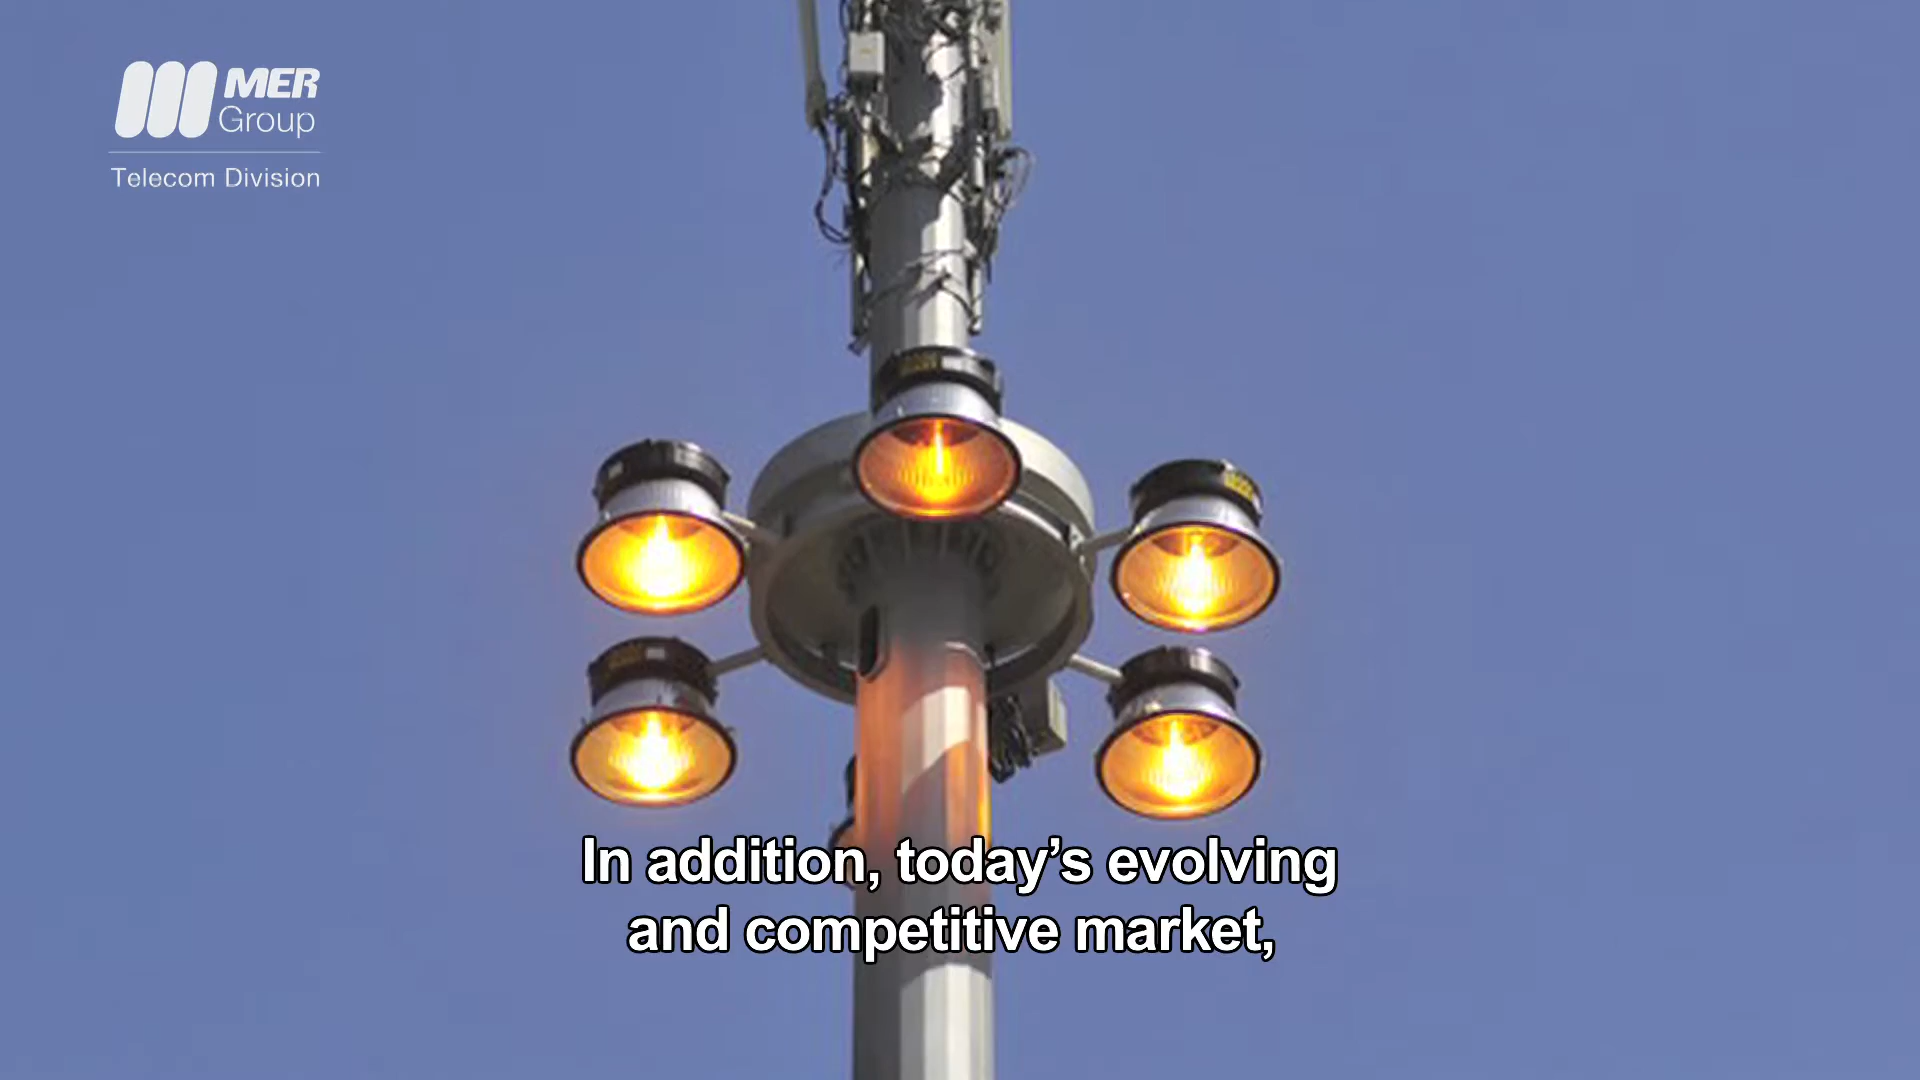 MER
Group
Telecom Division
In addition, today’s evolving
and competitive market,